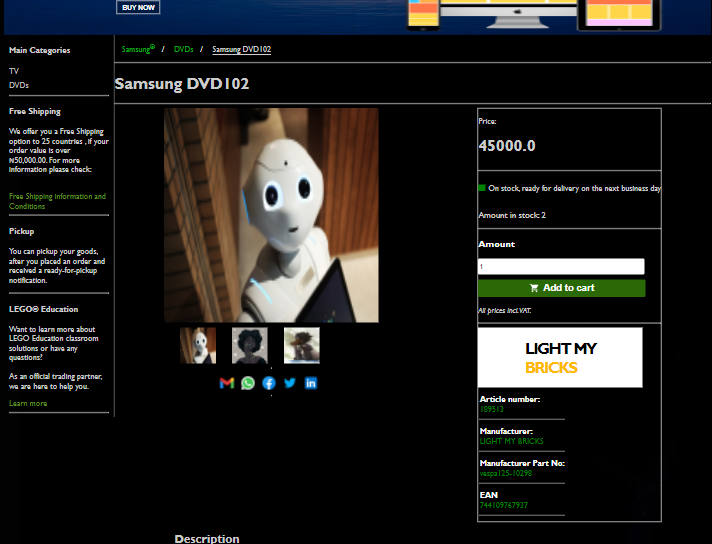 BUY NOW
Main Categories
TV
DVDs
Free Shipping
We offer you a Free Shipping
option to 25 countries , if your
order value is over
₦50,000.00. For more
information please check:
Free Shipping information and
Conditions
Pickup
You can pickup your goods,
after you placed an order and
received a ready-for-pickup
notification.
LEGO® Education
Want to learn more about
LEGO Education classroom
solutions or have any
questions?
As an official trading partner,
we are here to help you.
Learn more
Samsung® / DVDs / Samsung DVD102
Samsung DVD102
Price:
45000.0
On stock, ready for delivery on the next business day
Amount in stock: 2
Amount
1
Add to cart
All prices incl.VAT.
LIGHT MY
BRICKS
Article number:
189513
Manufacturer:
LIGHT MY BRICKS
Manufacturer Part No:
vespa125-10298
EAN
744109767937
Description